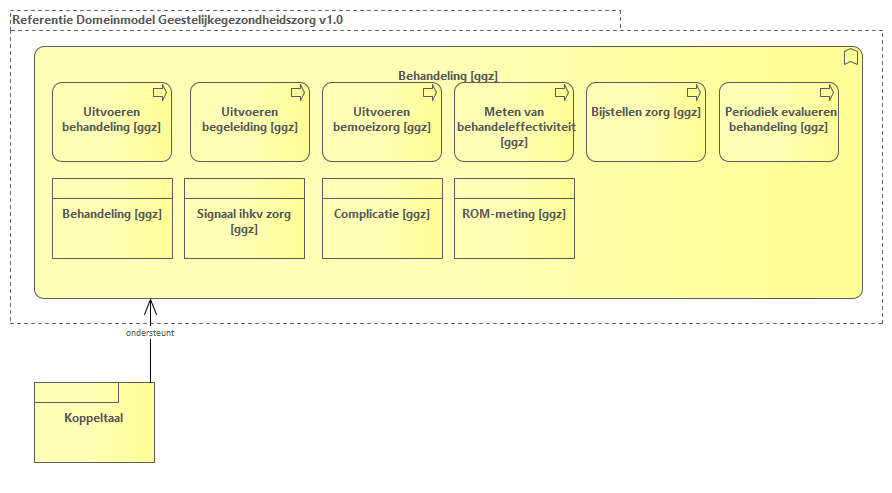 Referentie Domeinmodel Geestelijkegezondheidszorg v1.0
Behandeling [ggz]
Uitvoeren
behandeling [ggz]
Uitvoeren
begeleiding [ggz]
Uitvoeren
bemoeizorg [ggz]
Meten van
behandeleffectiviteit
[ggz]
Bijstellen zorg [ggz]
Periodiek evalueren
behandeling [ggz]
Behandeling [ggz]
Signaal ihkv zorg
[ggz]
Complicatie [ggz]
ROM-meting [ggz]
ondersteunt
Koppeltaal